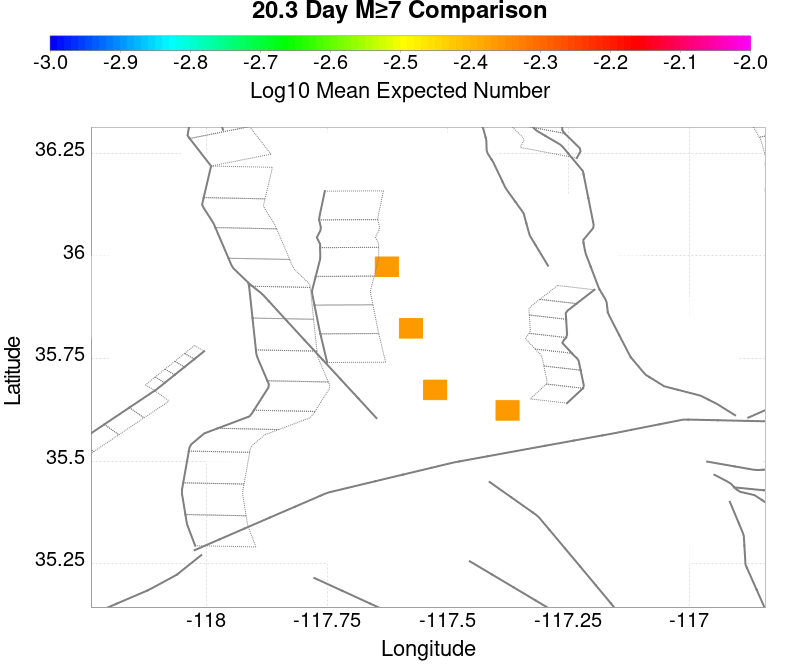 20.3 Day M≥7 Comparison
-3.0 -2.9 -2.8 -2.7 -2.6 -2.5 -2.4 -2.3 -2.2 -2.1 -2.0
Log10 Mean Expected Number
36.25
36
35.75
35.5
35.25
Latitude
-118 -117.75 -117.5 -117.25 -117
Longitude